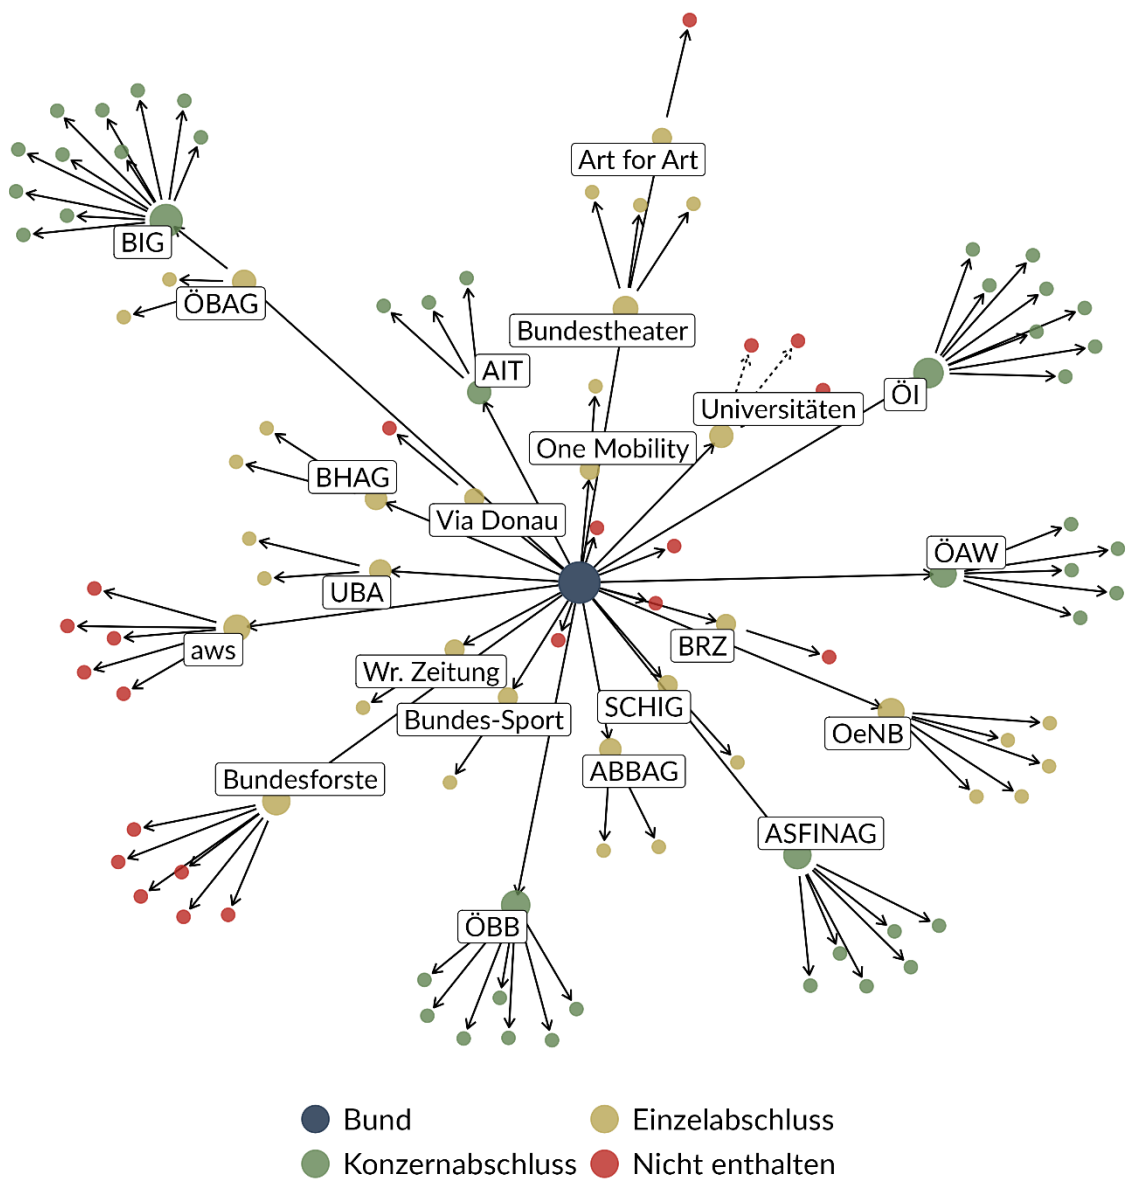 Art for Art
BIG
ÖBAG
Bundestheater
AIT
ÖI
Universitäten
One Mobility
BHAG
Via Donau
ÖAW
UBA
BRZ
aws
Wr. Zeitung
SCHIG
Bundes-Sport
OeNB
ABBAG
Bundesforste
ASFINAG
ÖBB
Bund
Einzelabschluss
Konzernabschluss
Nicht enthalten